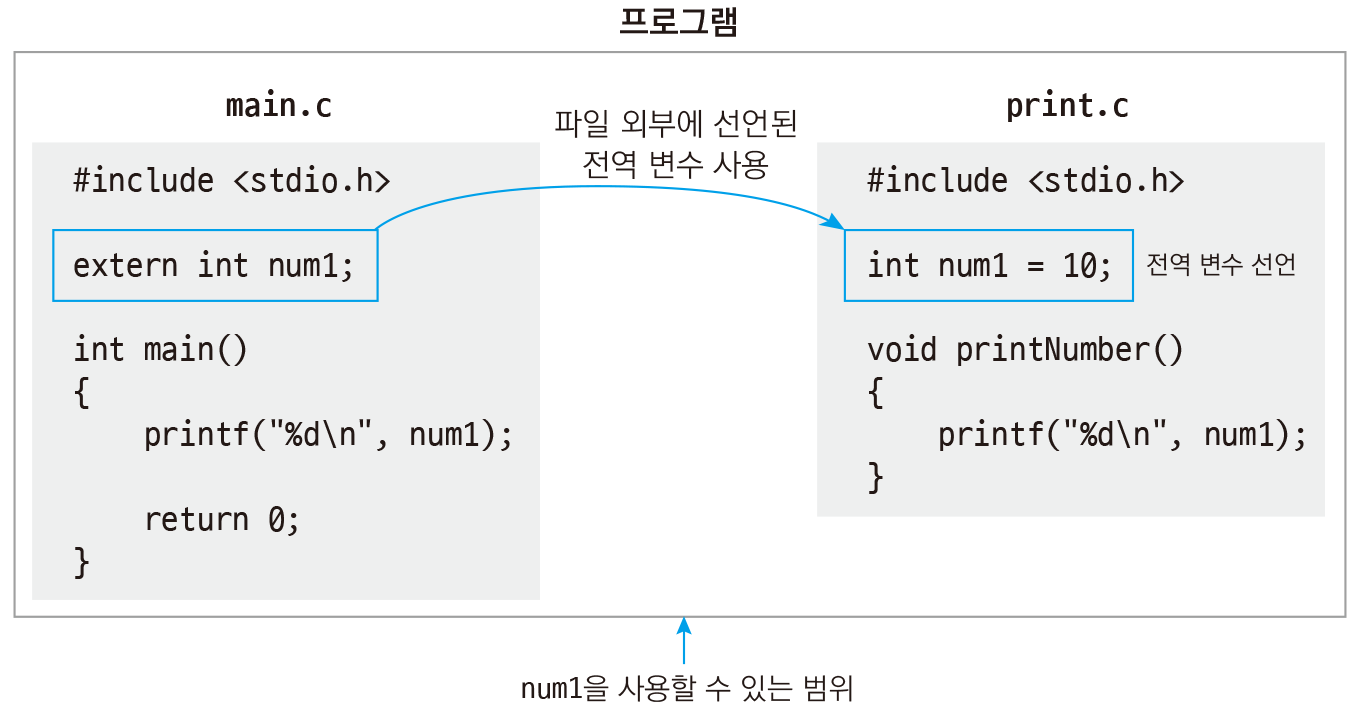 프로그램
main.c
#include <stdio.h>
extern int num1;
int main()
{
    printf("%d\n", num1);
    return 0;
}
파일 외부에 선언된
전역 변수 사용
print.c
#include <stdio.h>
int num1 = 10;
전역 변수 선언
void printNumber()
{
    printf("%d\n", num1);
}
num1을 사용할 수 있는 범위